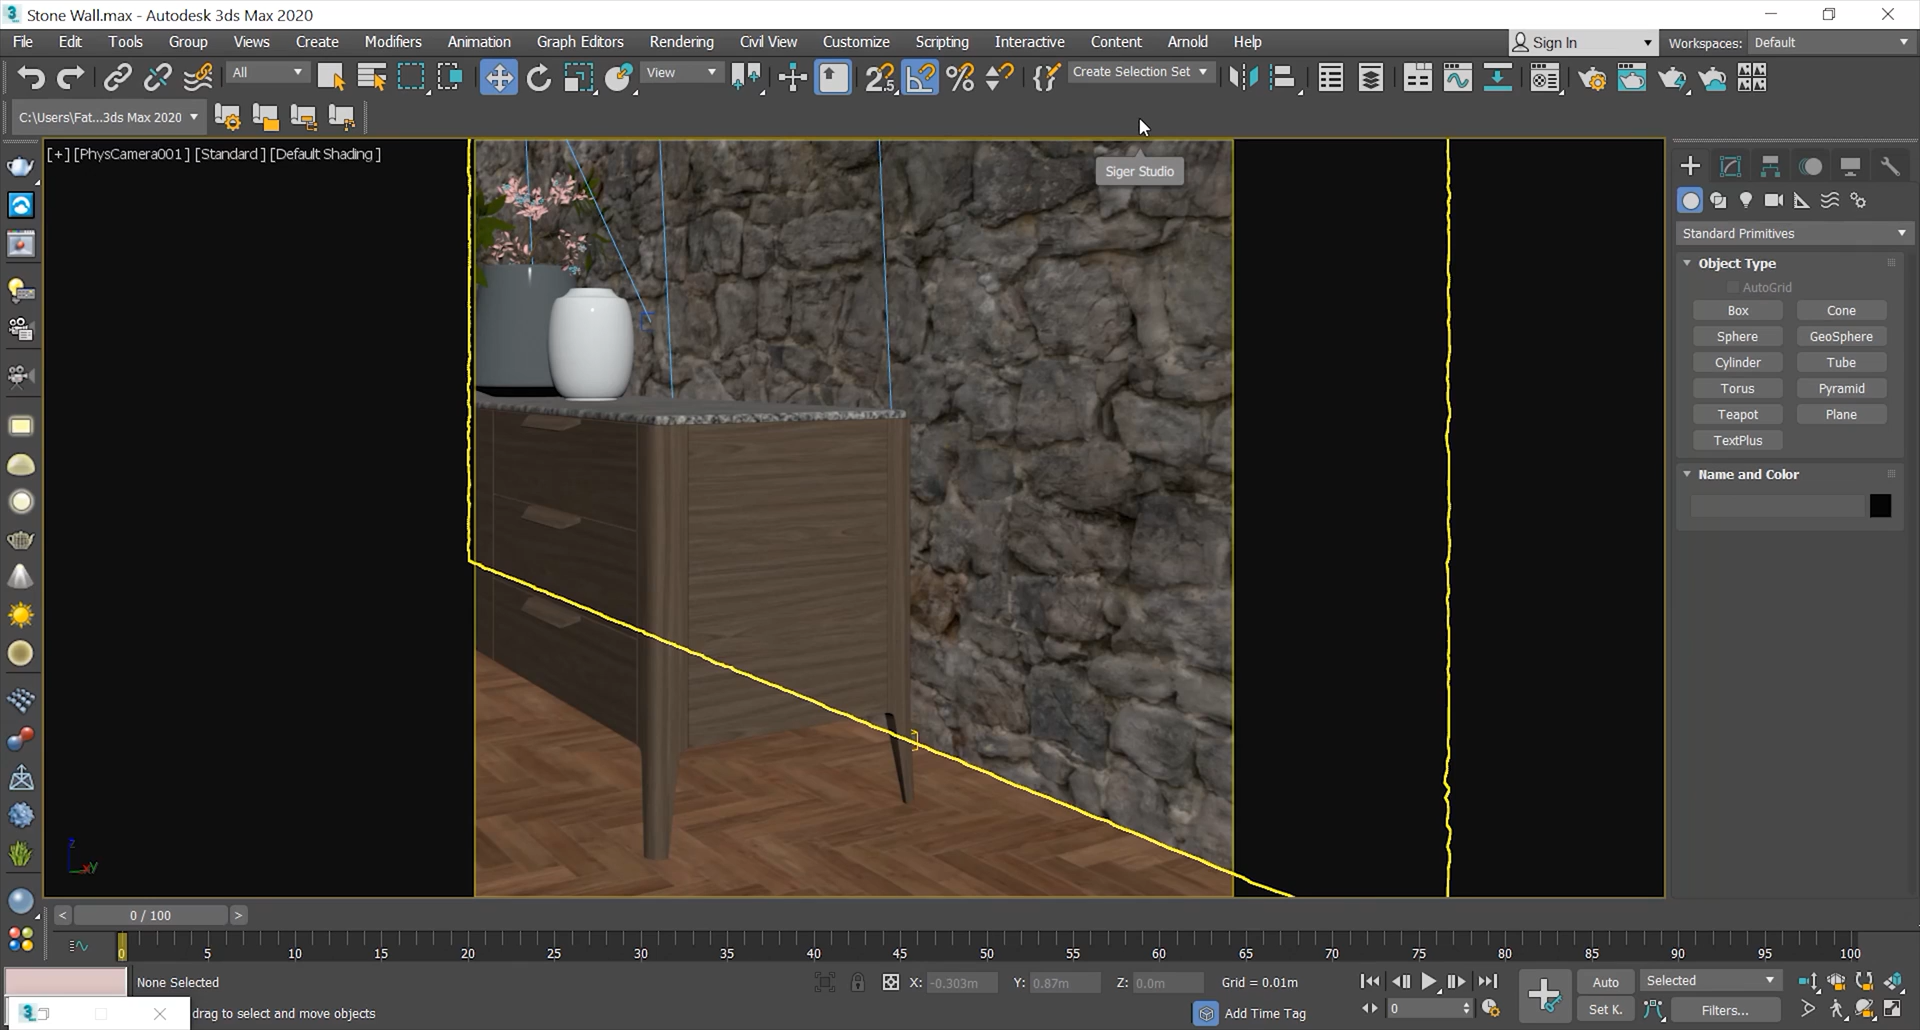 Stone Wall.max - Autodesk 3ds Max 2020
File Edit Tools Group Views Create Modifiers Animation Graph Editors Rendering Civil View Customize Scripting Interactive Content Arnold Help
Sign In
Workspaces: Default
All
View
Create Selection Set
C:\Users\Fat...3ds Max 2020
[+] [PhysCamera001] [Standard] [Default Shading]
Siger Studio
Standard Primitives
Object Type
AutoGrid
Box Cone
Sphere GeoSphere
Cylinder Tube
Torus Pyramid
Teapot Plane
TextPlus
Name and Color
z
y
< 0 / 100 >
0 5 10 15 20 25 30 35 40 45 50 55 60 65 70 75 80 85 90 95 100
None Selected
X: -0.303m Y: 0.87m Z: 0.0m Grid = 0.01m
Auto Selected
drag to select and move objects
Add Time Tag
0
Set K. Filters...